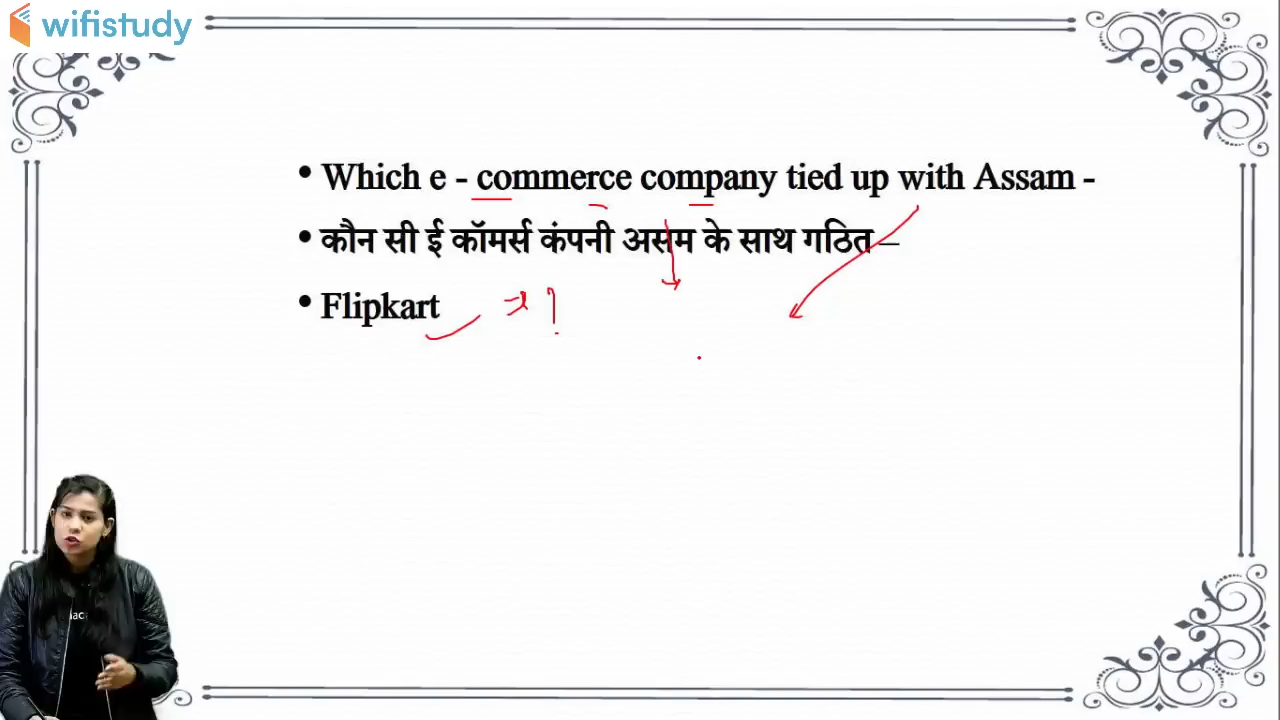 wifistudy
• Which e - commerce company tied up with Assam -
• कौन सी ई कॉमर्स कंपनी असम के साथ गठित –
• Flipkart